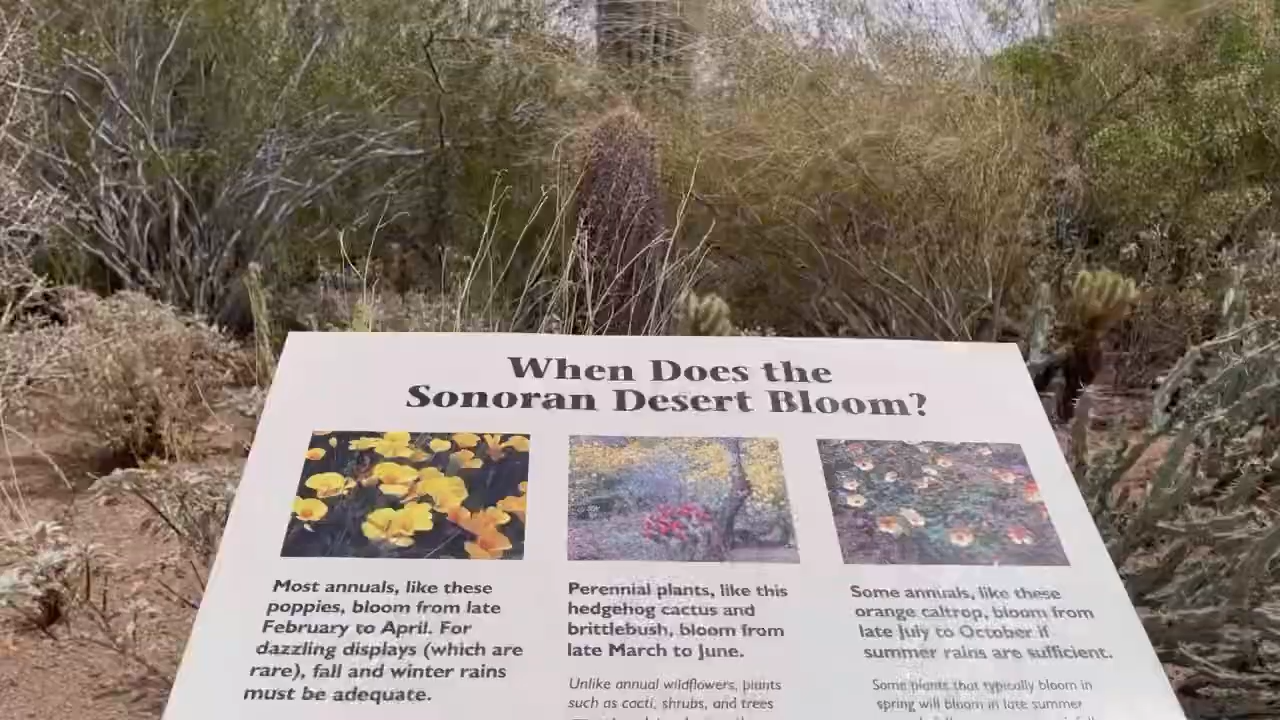 When Does the
Sonoran Desert Bloom?
Most annuals, like these
poppies, bloom from late
February to April. For
dazzling displays (which are
rare), fall and winter rains
must be adequate.
Perennial plants, like this
hedgehog cactus and
brittlebush, bloom from
late March to June.
Unlike annual wildflowers, plants
such as cacti, shrubs, and trees
Some annuals, like these
orange caltrop, bloom from
late July to October if
summer rains are sufficient.
Some plants that typically bloom in
spring will bloom in late summer